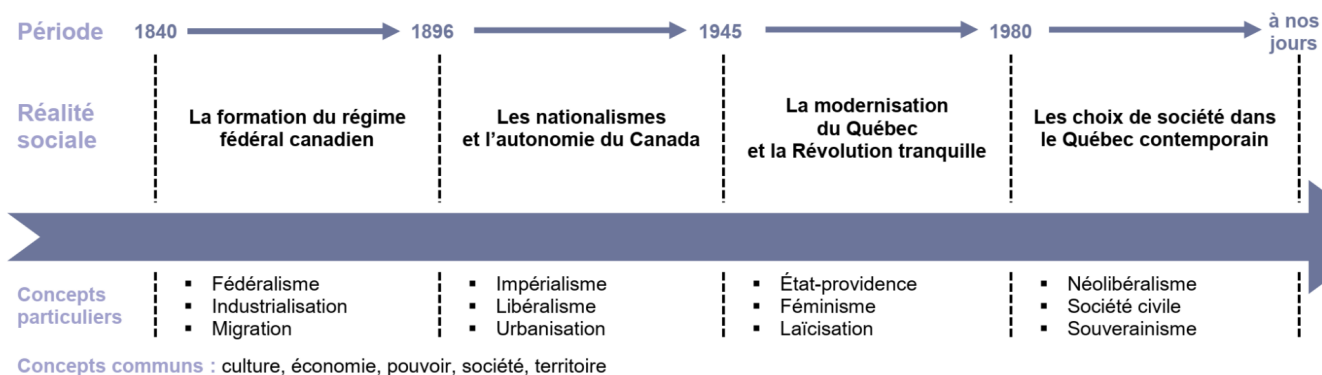 Période 1840 1896 1945 1980 à nos jours
Réalité sociale
La formation du régime
fédéral canadien
Les nationalismes
et l'autonomie du Canada
La modernisation
du Québec
et la Révolution tranquille
Les choix de société dans
le Québec contemporain
Concepts particuliers
▪ Fédéralisme
▪ Industrialisation
▪ Migration
▪ Impérialisme
▪ Libéralisme
▪ Urbanisation
▪ État-providence
▪ Féminisme
▪ Laïcisation
▪ Néolibéralisme
▪ Société civile
▪ Souverainisme
Concepts communs : culture, économie, pouvoir, société, territoire